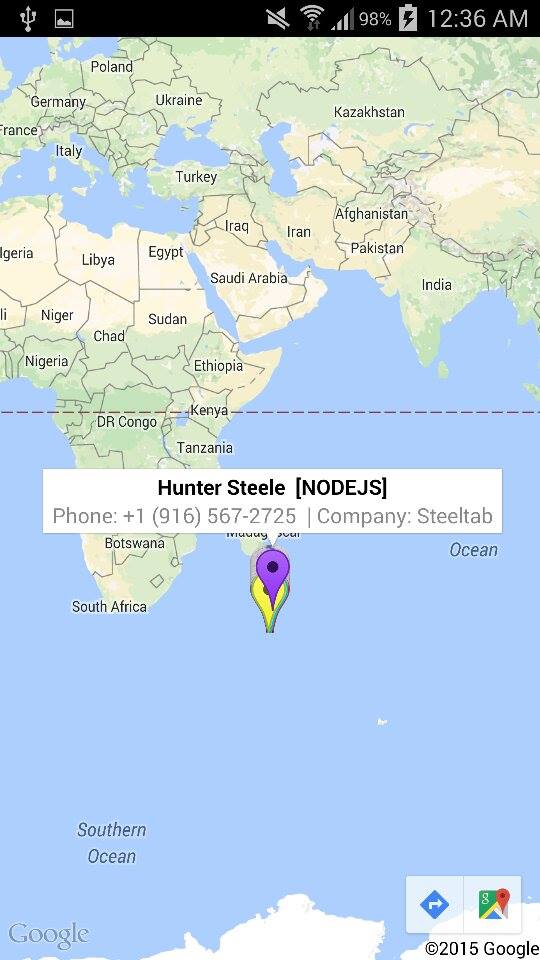 98% 12:36 AM
Poland
Germany
Ukraine
France
Kazakhstan
Italy
Turkey
Afghanistan
Iraq
Iran
Pakistan
lgeria
Libya
Egypt
Saudi Arabia
India
li
Niger
Sudan
Chad
Nigeria
Ethiopia
DR Congo
Kenya
Tanzania
Hunter Steele [NODEJS]
Phone: +1 (916) 567-2725 | Company: Steeltab
Madagascar
Botswana
Ocean
South Africa
Southern
Ocean
g
Google
©2015 Google